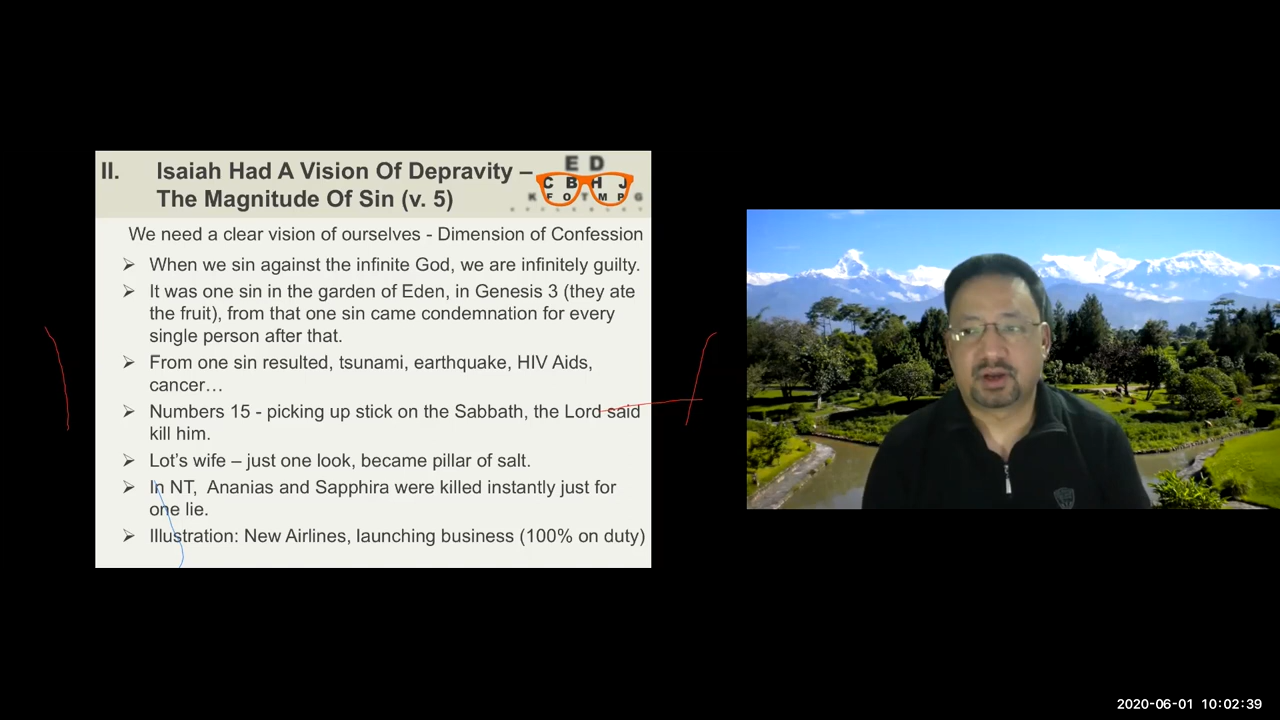 II. Isaiah Had A Vision Of Depravity –
The Magnitude Of Sin (v. 5)
E D
C B H J
K F O T M P G
We need a clear vision of ourselves - Dimension of Confession
➢ When we sin against the infinite God, we are infinitely guilty.
➢ It was one sin in the garden of Eden, in Genesis 3 (they ate
the fruit), from that one sin came condemnation for every
single person after that.
➢ From one sin resulted, tsunami, earthquake, HIV Aids,
cancer…
➢ Numbers 15 - picking up stick on the Sabbath, the Lord said
kill him.
➢ Lot's wife – just one look, became pillar of salt.
➢ In NT, Ananias and Sapphira were killed instantly just for
one lie.
➢ Illustration: New Airlines, launching business (100% on duty)
2020-06-01 10:02:39